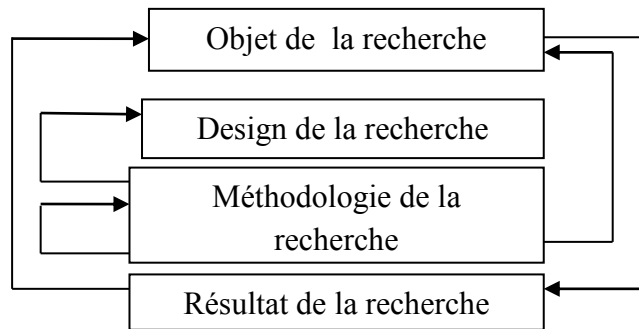 Objet de la recherche
Design de la recherche
Méthodologie de la
recherche
Résultat de la recherche